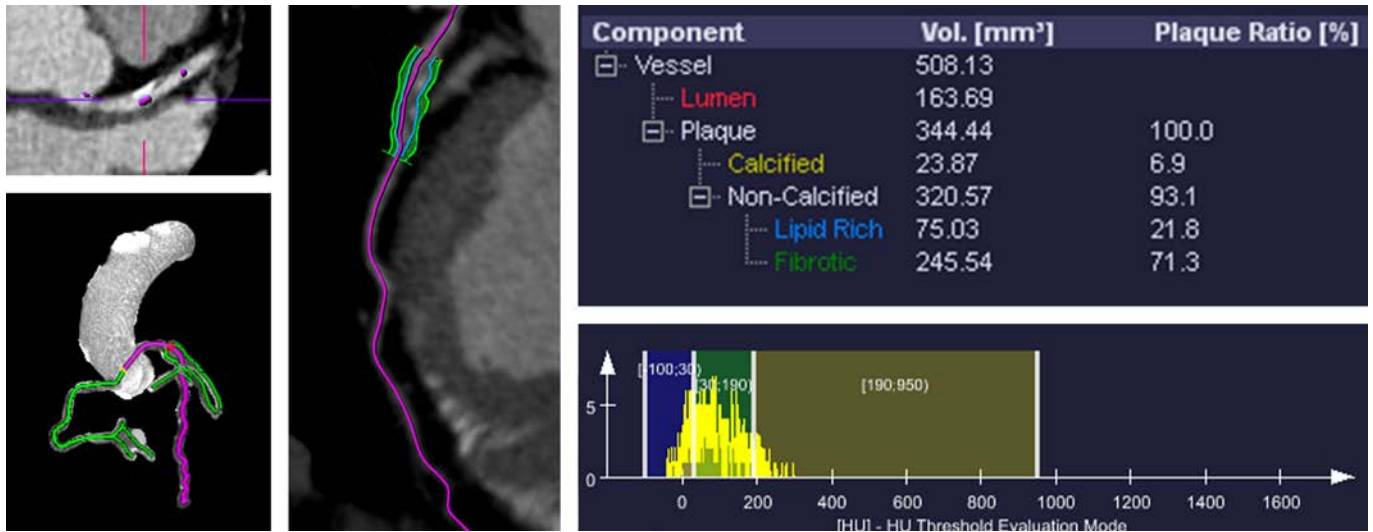 Component Vol. [mm³] Plaque Ratio [%]
Vessel 508.13
Lumen 163.69
Plaque 344.44 100.0
Calcified 23.87 6.9
Non-Calcified 320.57 93.1
Lipid Rich 75.03 21.8
Fibrotic 245.54 71.3
[-100;30)
[30;190)
[190;950)
5
0
0 200 400 600 800 1000 1200 1400 1600
[HU] - HU Threshold Evaluation Mode